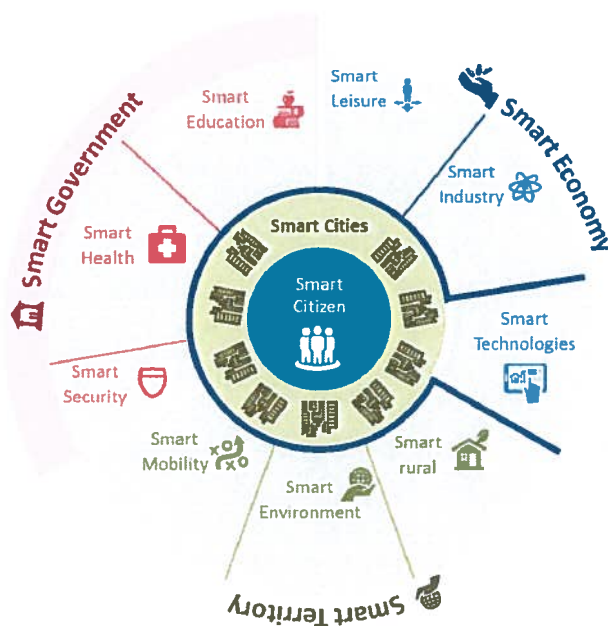 Smart Government
Smart
Education
Smart
Leisure
Smart Economy
Smart
Industry
Smart
Health
Smart Cities
Smart
Citizen
Smart
Technologies
Smart
Security
Smart
Mobility
Smart
Environment
Smart
rural
Smart Territory